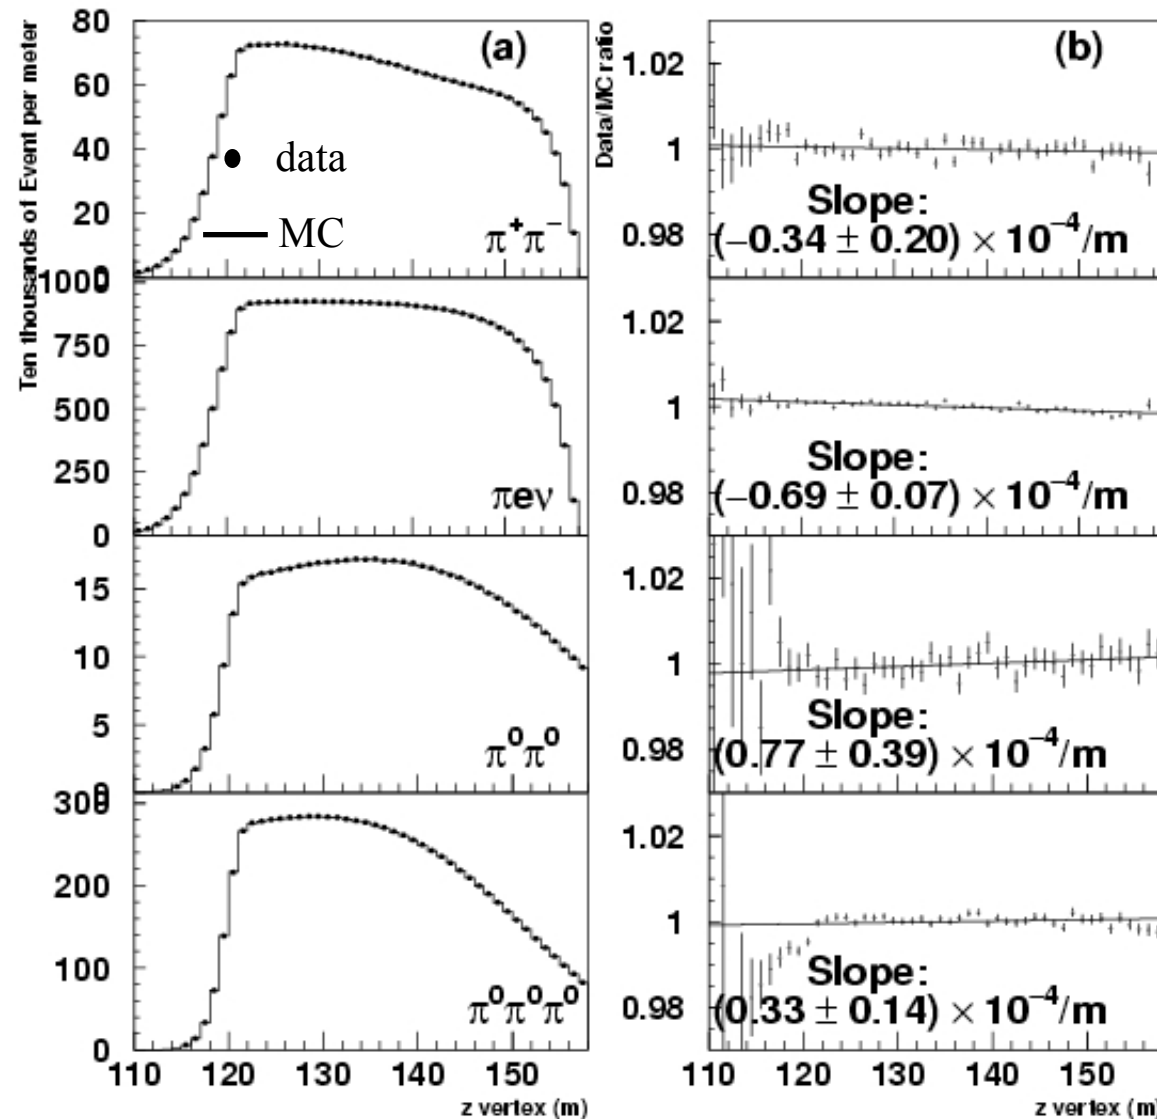 Ten thousands of Event per meter
80
60
40
20
0
(a)
data
MC
π⁺π⁻
1000
750
500
250
0
πeν
15
10
5
0
π⁰π⁰
300
200
100
0
π⁰π⁰π⁰
110 120 130 140 150
z vertex (m)
Data/MC ratio
(b)
1.02
1
0.98
Slope:
(−0.34 ± 0.20) × 10⁻⁴/m
1.02
1
0.98
Slope:
(−0.69 ± 0.07) × 10⁻⁴/m
1.02
1
0.98
Slope:
(0.77 ± 0.39) × 10⁻⁴/m
1.02
1
0.98
Slope:
(0.33 ± 0.14) × 10⁻⁴/m
110 120 130 140 150
z vertex (m)